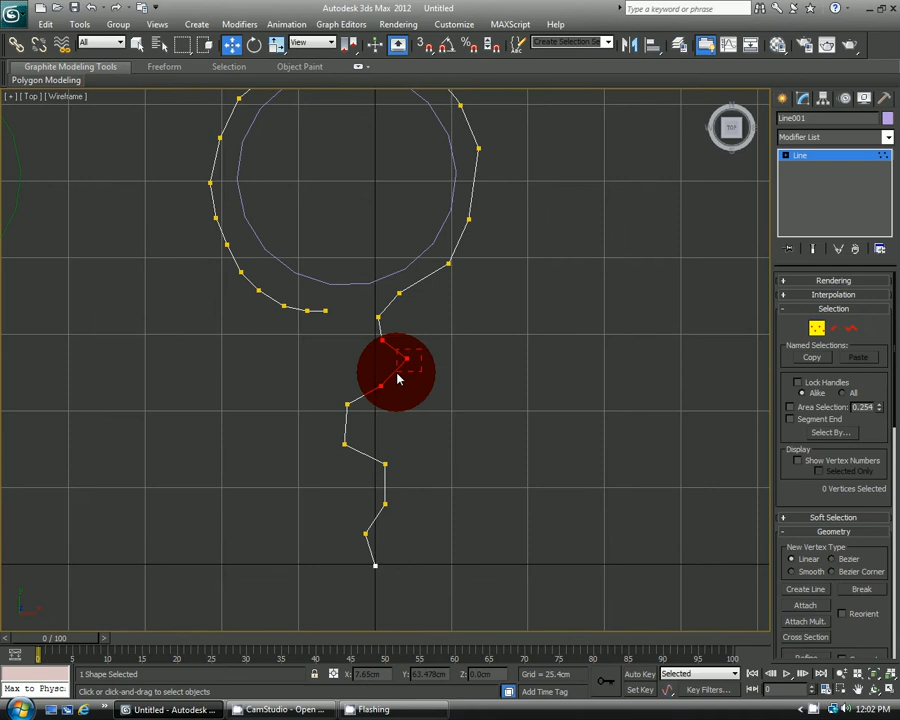 Autodesk 3ds Max 2012    Untitled
Type a keyword or phrase
Edit Tools Group Views Create Modifiers Animation Graph Editors Rendering Customize MAXScript Help
All View Create Selection Se
Graphite Modeling Tools Freeform Selection Object Paint
Polygon Modeling
[ + ] [ Top ] [ Wireframe ]
TOP
Line001
Modifier List
Line
Rendering
Interpolation
Selection
Named Selections:
Copy Paste
Lock Handles
Alike All
Area Selection: 0.254
Segment End
Select By...
Display
Show Vertex Numbers
Selected Only
0 Vertices Selected
Soft Selection
Geometry
New Vertex Type
Linear Bezier
Smooth Bezier Corner
Create Line Break
Attach Reorient
Attach Mult.
Cross Section
0 / 100
0 5 10 15 20 25 30 35 40 45 50 55 60 65 70 75 80 85 90 95 100
1 Shape Selected X: 7.65cm Y: 63.478cm Z: 0.0cm Grid = 25.4cm Auto Key Selected
Max to Physc Click or click-and-drag to select objects Add Time Tag Set Key Key Filters... 0
Untitled - Autodesk ... CamStudio - Open ... Flashing 12:02 PM